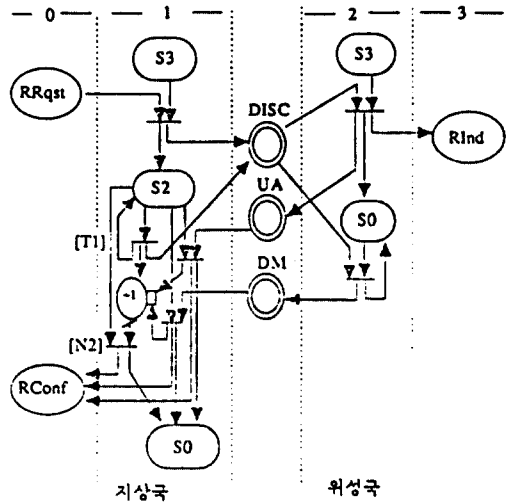 0 1 2 3
S3 S3
RRqst
DISC
RInd
S2
UA
S0
[T1]
DM
~1
[N2]
RConf
S0
지상국 위성국